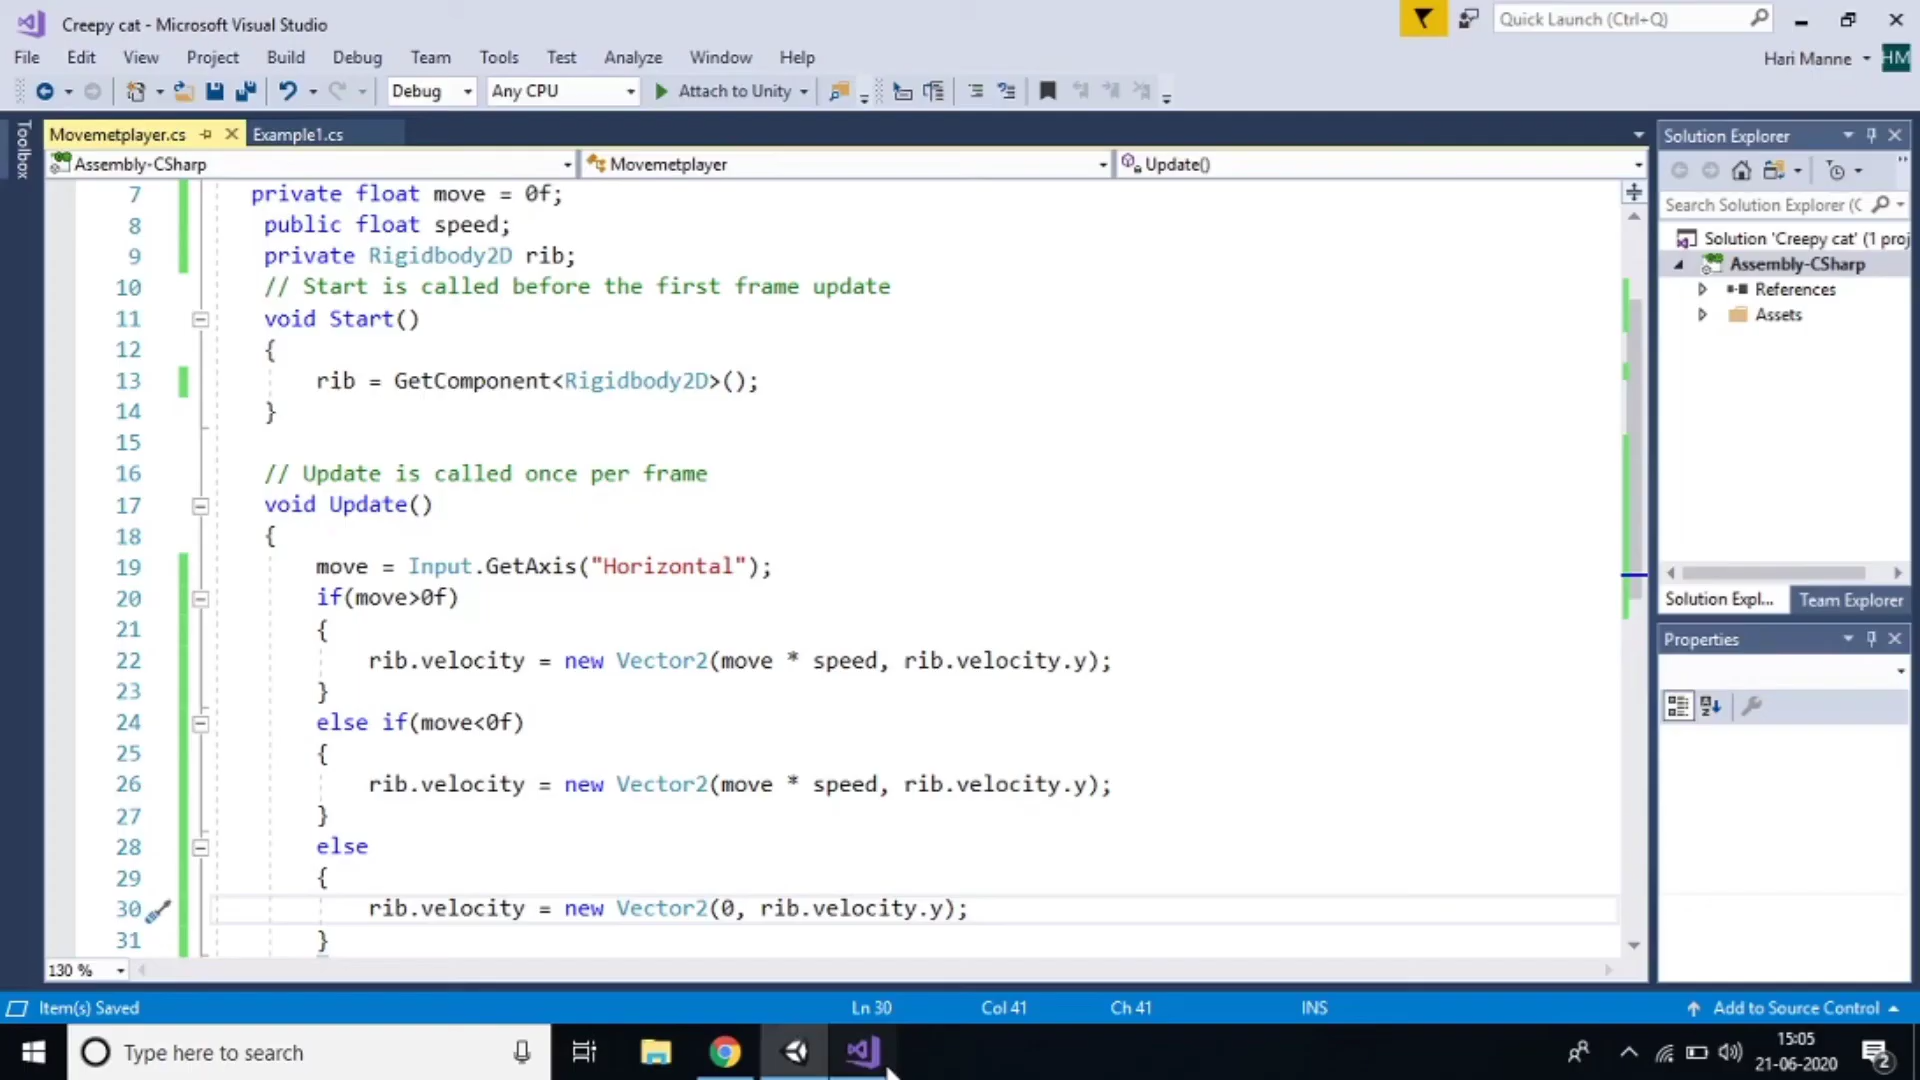 Creepy cat - Microsoft Visual Studio
Quick Launch (Ctrl+Q)
File Edit View Project Build Debug Team Tools Test Analyze Window Help
Hari Manne HM
Debug Any CPU Attach to Unity
Toolbox
Movemetplayer.cs Example1.cs
Assembly-CSharp Movemetplayer Update()
7 private float move = 0f;
8 public float speed;
9 private Rigidbody2D rib;
10 // Start is called before the first frame update
11 void Start()
12 {
13 rib = GetComponent<Rigidbody2D>();
14 }
15
16 // Update is called once per frame
17 void Update()
18 {
19 move = Input.GetAxis("Horizontal");
20 if(move>0f)
21 {
22 rib.velocity = new Vector2(move * speed, rib.velocity.y);
23 }
24 else if(move<0f)
25 {
26 rib.velocity = new Vector2(move * speed, rib.velocity.y);
27 }
28 else
29 {
30 rib.velocity = new Vector2(0, rib.velocity.y);
31 }
130 %
Solution Explorer
Search Solution Explorer (C
Solution 'Creepy cat' (1 proj
Assembly-CSharp
References
Assets
Solution Expl... Team Explorer
Properties
Item(s) Saved Ln 30 Col 41 Ch 41 INS Add to Source Control
Type here to search
15:05
21-06-2020
2